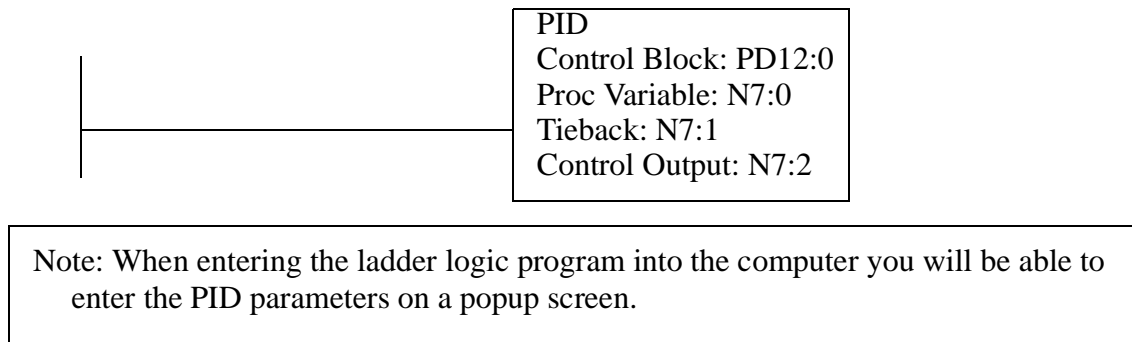 PID
Control Block: PD12:0
Proc Variable: N7:0
Tieback: N7:1
Control Output: N7:2
Note: When entering the ladder logic program into the computer you will be able to
enter the PID parameters on a popup screen.